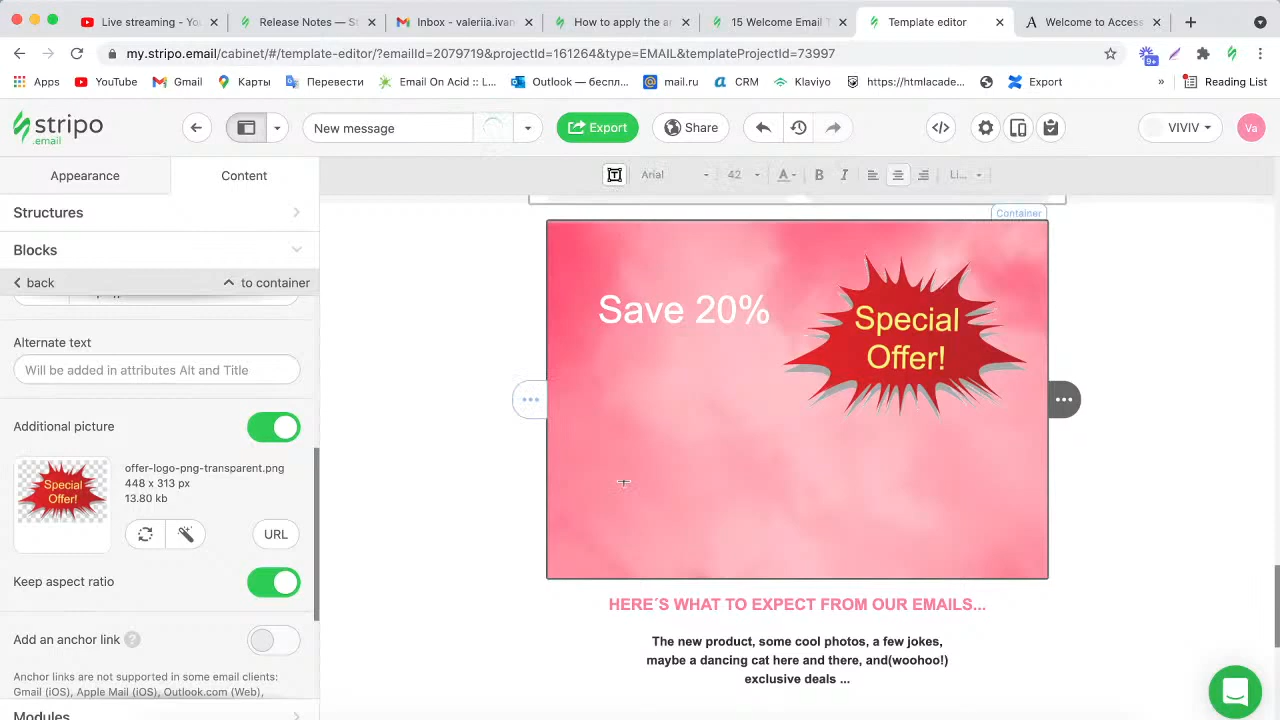 Live streaming - Yo
Release Notes — St
Inbox - valeriia.ivan
How to apply the a
15 Welcome Email T
Template editor
Welcome to Access
my.stripo.email/cabinet/#/template-editor/?emailId=2079719&projectId=161264&type=EMAIL&templateProjectId=73997
9+
Apps
YouTube
Gmail
Карты
Перевести
Email On Acid :: L...
Outlook — беспл...
mail.ru
CRM
Klaviyo
https://htmlacade...
Export
»
Reading List
stripo
.email
New message
Export
Share
VIVIV
Va
Appearance
Content
Arial
42
A
B
I
Li...
Structures
Blocks
back
to container
Alternate text
Will be added in attributes Alt and Title
Additional picture
Special
Offer!
offer-logo-png-transparent.png
448 x 313 px
13.80 kb
URL
Keep aspect ratio
Add an anchor link ?
Anchor links are not supported in some email clients:
Gmail (iOS), Apple Mail (iOS), Outlook.com (Web),
Modules
Container
Save 20%
Special
Offer!
HERE´S WHAT TO EXPECT FROM OUR EMAILS...
The new product, some cool photos, a few jokes,
maybe a dancing cat here and there, and(woohoo!)
exclusive deals ...